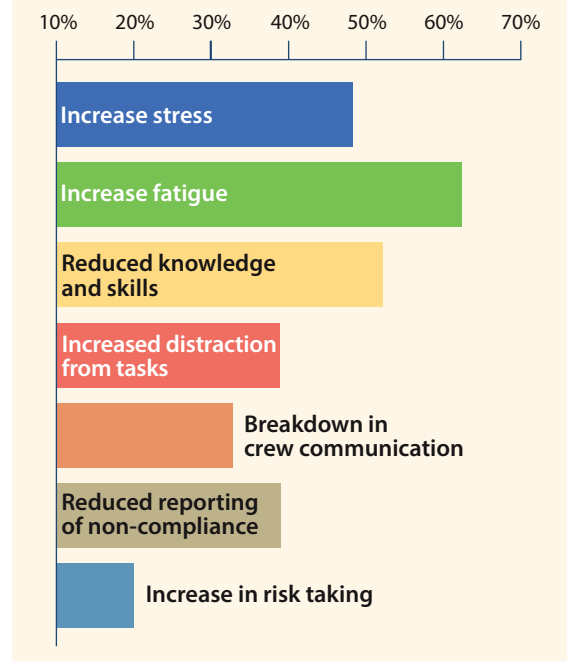 10% 20% 30% 40% 50% 60% 70%
Increase stress
Increase fatigue
Reduced knowledge
and skills
Increased distraction
from tasks
Breakdown in
crew communication
Reduced reporting
of non-compliance
Increase in risk taking